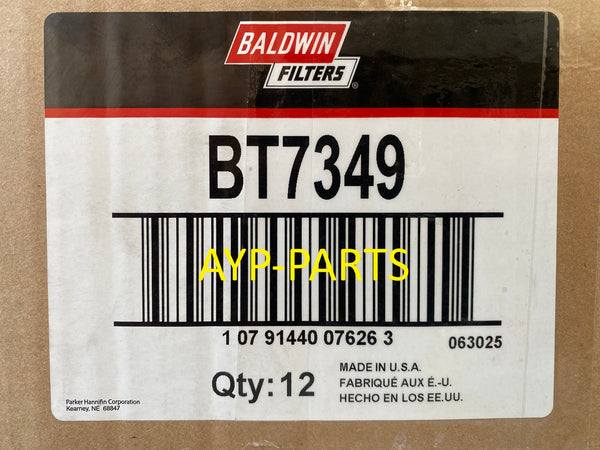 BALDWIN
FILTERS®
BT7349
AYP-PARTS
1 07 91440 07626 3
063025
Qty: 12
MADE IN U.S.A.
FABRIQUÉ AUX É.-U.
HECHO EN LOS EE.UU.
Parker Hannifin Corporation
Kearney, NE 68847